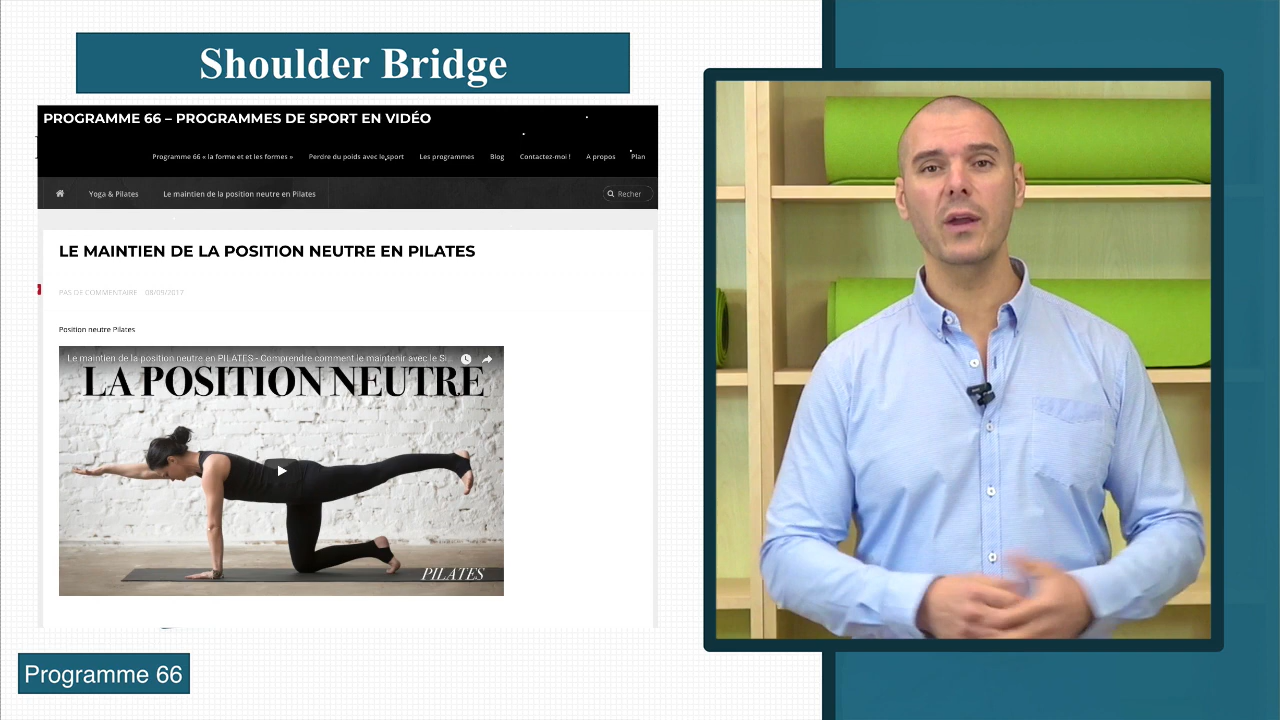 Shoulder Bridge
PROGRAMME 66 – PROGRAMMES DE SPORT EN VIDÉO
Programme 66 « la forme et et les formes » Perdre du poids avec le sport Les programmes Blog Contactez-moi ! A propos Plan
Yoga & Pilates Le maintien de la position neutre en Pilates Recher
LE MAINTIEN DE LA POSITION NEUTRE EN PILATES
PAS DE COMMENTAIRE 08/09/2017
Position neutre Pilates
Le maintien de la position neutre en PILATES - Comprendre comment le maintenir avec le Si...
LA POSITION NEUTRE
PILATES
Programme 66